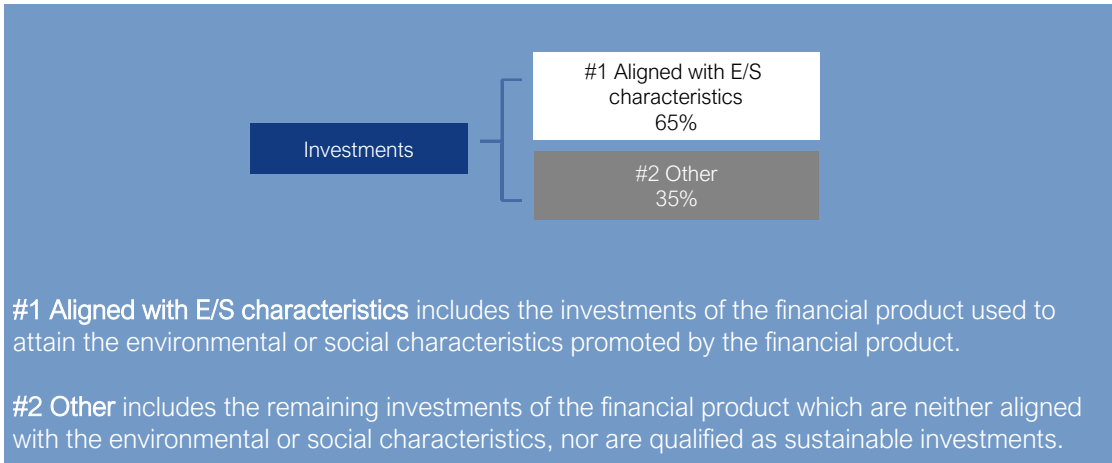 #1 Aligned with E/S
characteristics
65%
Investments
#2 Other
35%
#1 Aligned with E/S characteristics includes the investments of the financial product used to
attain the environmental or social characteristics promoted by the financial product.
#2 Other includes the remaining investments of the financial product which are neither aligned
with the environmental or social characteristics, nor are qualified as sustainable investments.